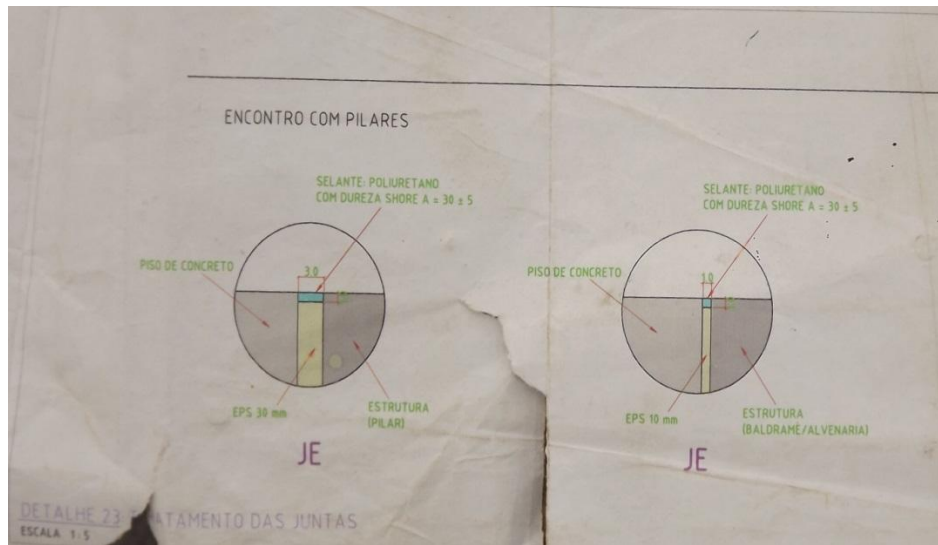 ENCONTRO COM PILARES
SELANTE: POLIURETANO
COM DUREZA SHORE A = 30 ± 5
3.0
PISO DE CONCRETO
EPS 30 mm
ESTRUTURA
(PILAR)
JE
SELANTE: POLIURETANO
COM DUREZA SHORE A = 30 ± 5
1.0
PISO DE CONCRETO
EPS 10 mm
ESTRUTURA
(BALDRAME/ALVENARIA)
JE
DETALHE 23 ATAMENTO DAS JUNTAS
ESCALA 1:5